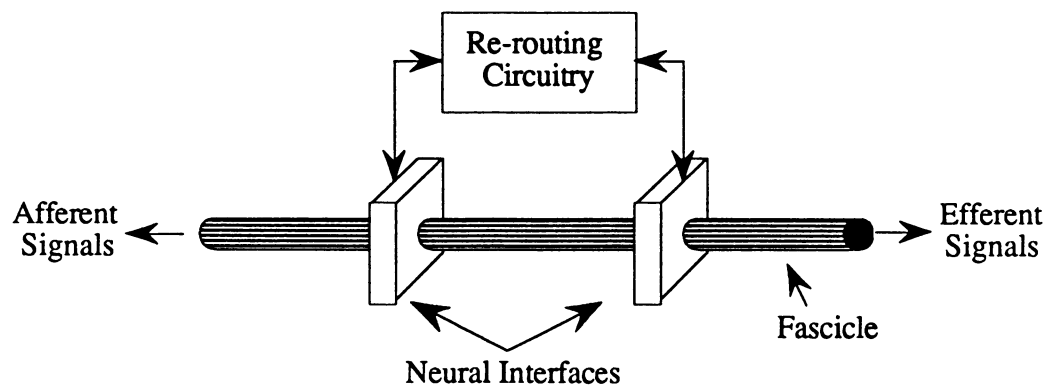 Re-routing
Circuitry
Afferent
Signals
Efferent
Signals
Fascicle
Neural Interfaces